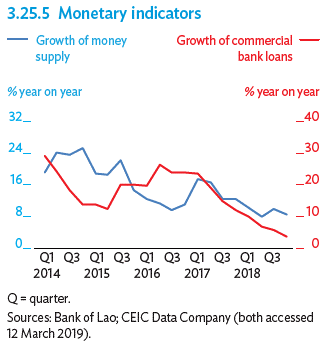 3.25.5 Monetary indicators
Growth of money supply
Growth of commercial bank loans
% year on year
% year on year
32
40
24
30
16
20
8
10
0
0
Q1 Q3 Q1 Q3 Q1 Q3 Q1 Q3 Q1 Q3
2014 2015 2016 2017 2018
Q = quarter.
Sources: Bank of Lao; CEIC Data Company (both accessed
12 March 2019).